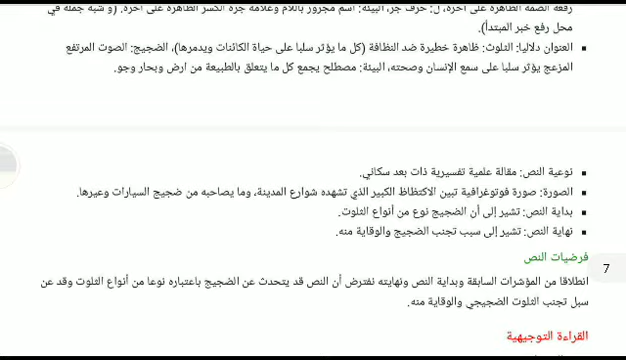 رفعه الضمة الظاهرة على آخره، ل: حرف جر، البيئة: اسم مجرور باللام وعلامة جره الكسر الظاهرة على آخره. (و شبه جملة في
محل رفع خبر المبتدأ).
العنوان دلاليا: التلوث: ظاهرة خطيرة ضد النظافة (كل ما يؤثر سلبا على حياة الكائنات ويدمرها)، الضجيج: الصوت المرتفع
المزعج يؤثر سلبا على سمع الإنسان وصحته، البيئة: مصطلح يجمع كل ما يتعلق بالطبيعة من ارض وبحار وجو.
نوعية النص: مقالة علمية تفسيرية ذات بعد سكاني.
الصورة: صورة فوتوغرافية تبين الاكتظاظ الكبير الذي تشهده شوارع المدينة، وما يصاحبه من ضجيج السيارات وغيرها.
بداية النص: تشير إلى أن الضجيج نوع من أنواع التلوث.
نهاية النص: تشير إلى سبب تجنب الضجيج والوقاية منه.
فرضيات النص
انطلاقا من المؤشرات السابقة وبداية النص ونهايته نفترض أن النص قد يتحدث عن الضجيج باعتباره نوعا من أنواع التلوث وقد عن
سبل تجنب التلوث الضجيجي والوقاية منه.
7
القراءة التوجيهية